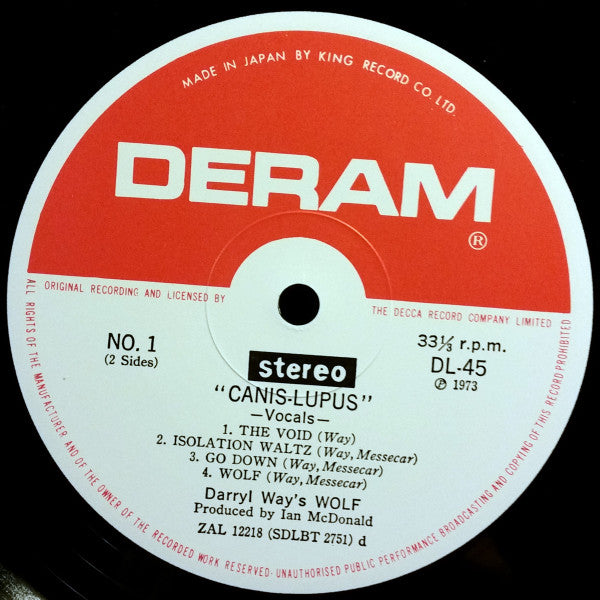 MADE IN JAPAN BY KING RECORD CO. LTD.
DERAM
®
ORIGINAL RECORDING AND LICENSED BY
THE DECCA RECORD COMPANY LIMITED
NO. 1
(2 Sides)
33⅓ r.p.m.
DL-45
Ⓟ 1973
stereo
"CANIS-LUPUS"
—Vocals—
1. THE VOID (Way)
2. ISOLATION WALTZ (Way, Messecar)
3. GO DOWN (Way, Messecar)
4. WOLF (Way, Messecar)
Darryl Way's WOLF
Produced by Ian McDonald
ZAL 12218 (SDLBT 2751) d
ALL RIGHTS OF THE MANUFACTURER AND OF THE OWNER OF THE RECORDED WORK RESERVED · UNAUTHORISED PUBLIC PERFORMANCE BROADCASTING AND COPYING OF THIS RECORD PROHIBITED